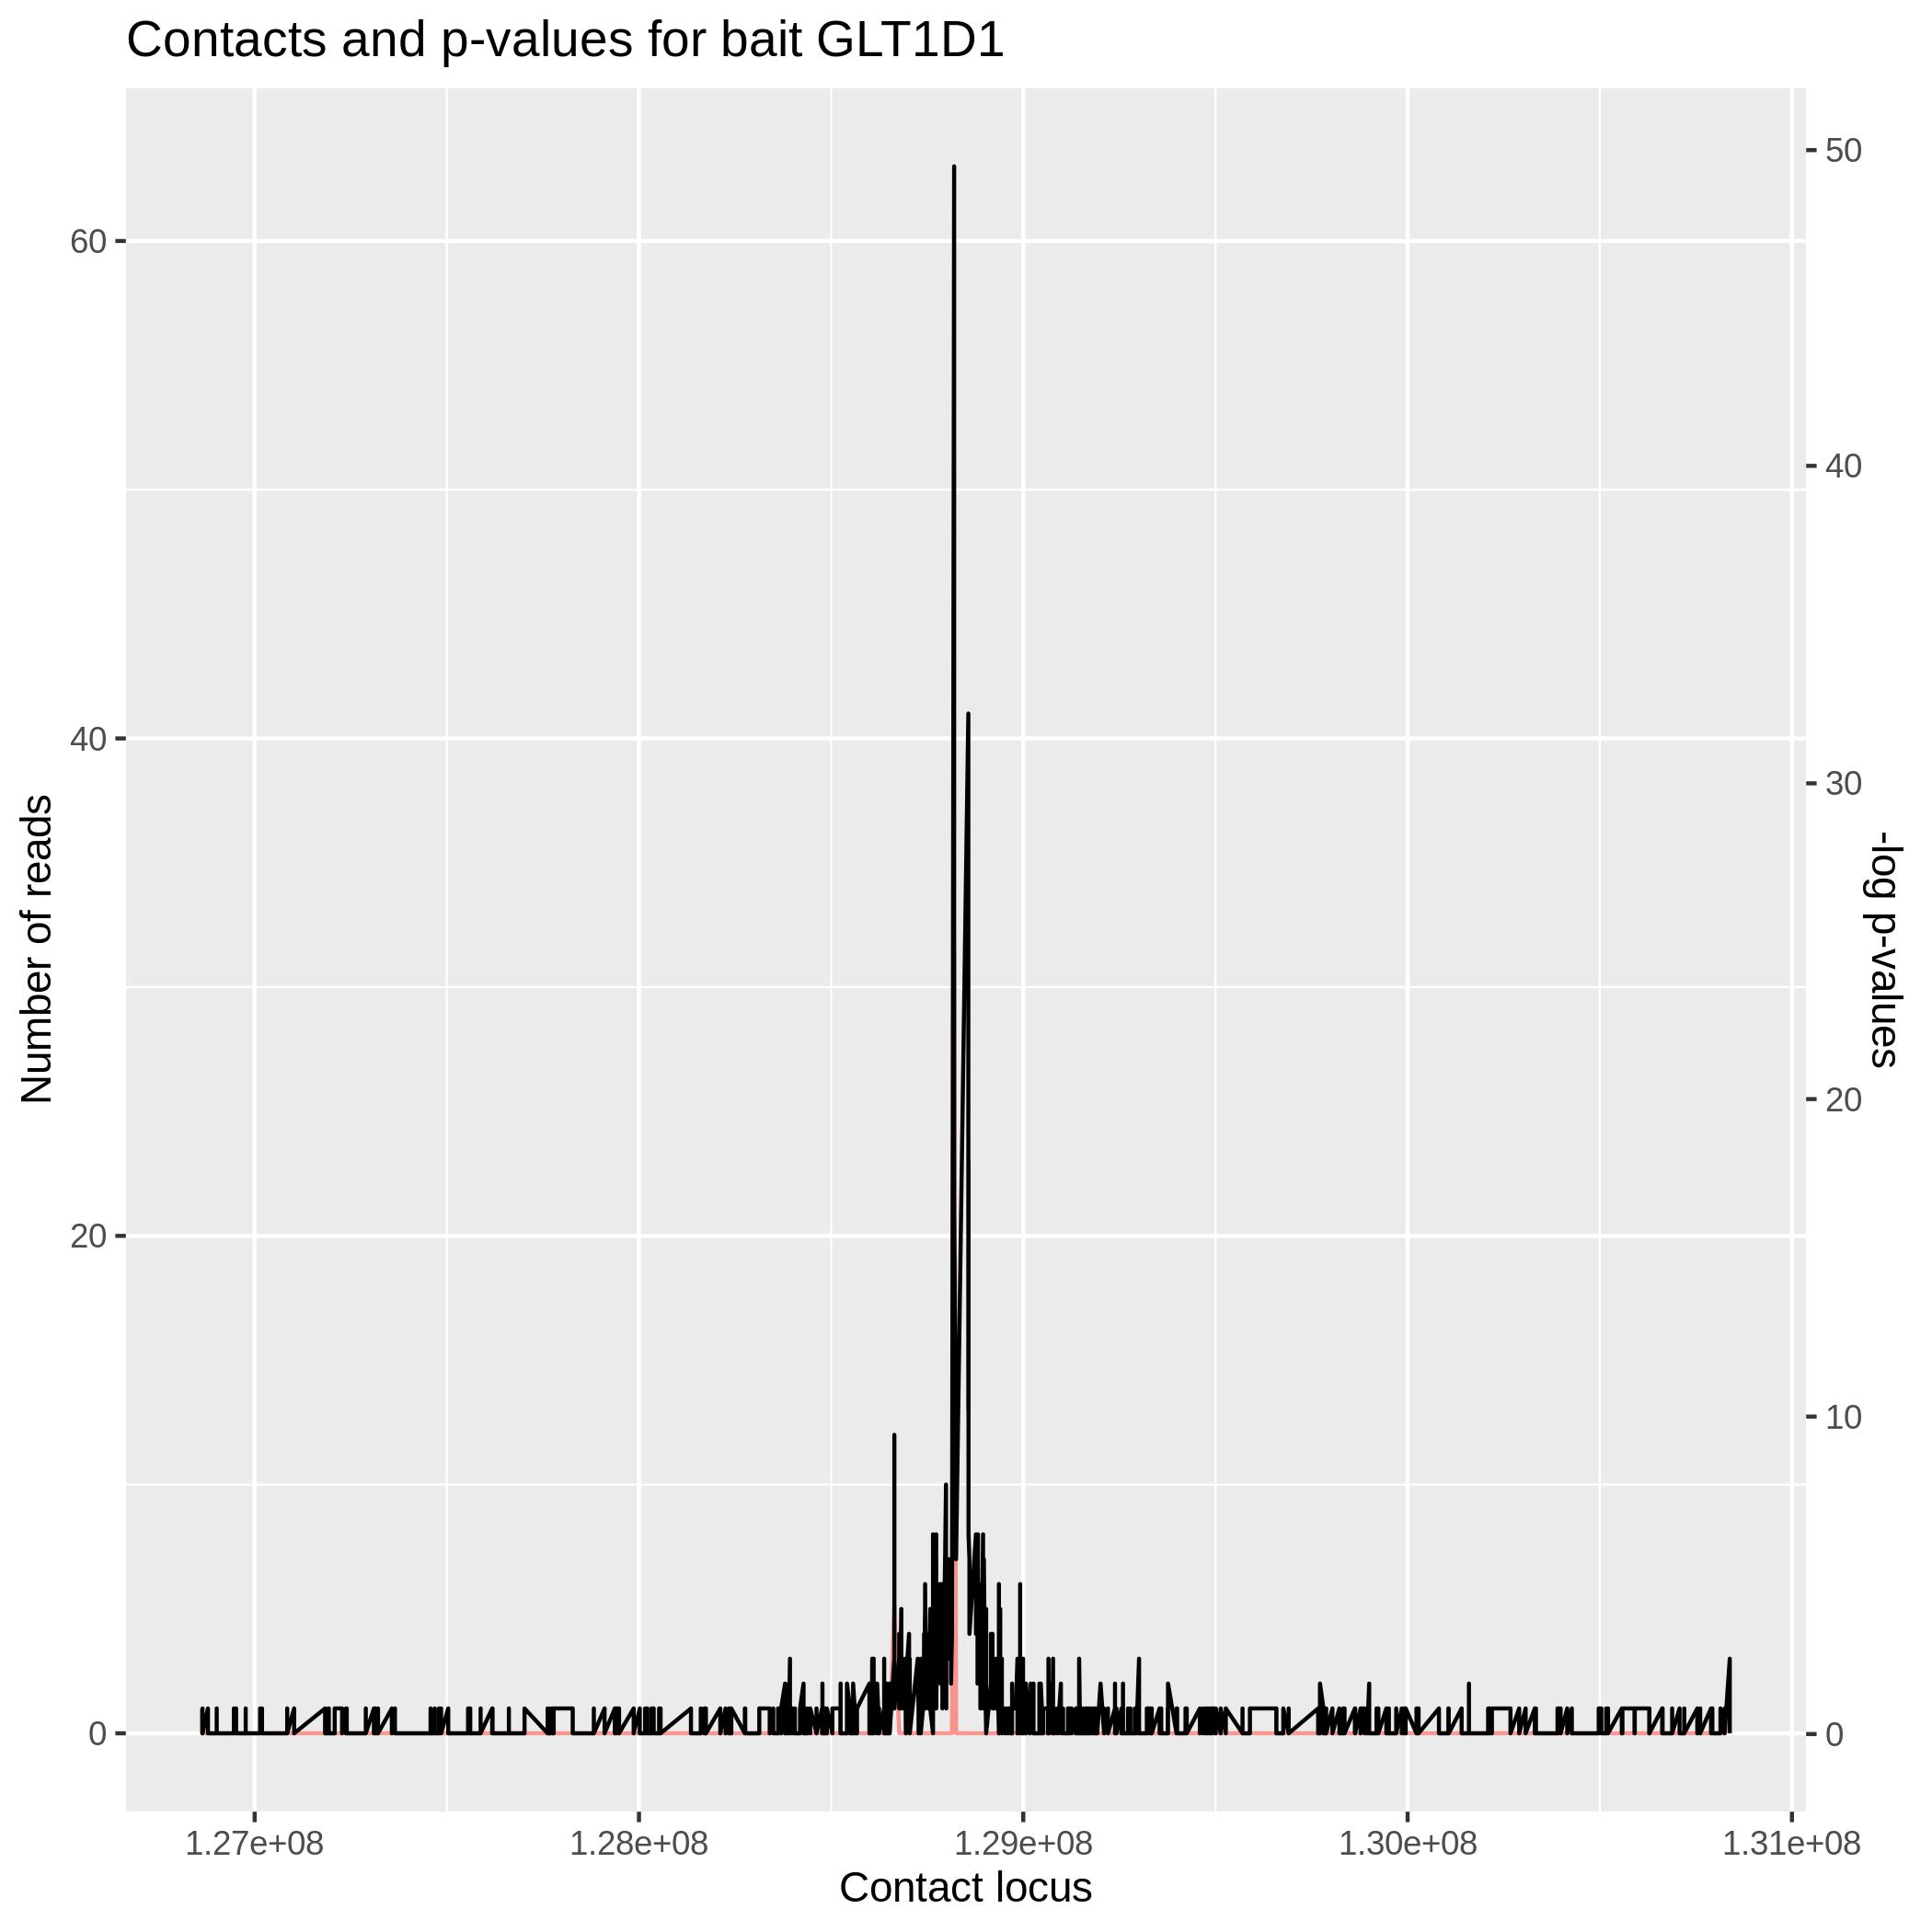 Contacts and p-values for bait GLT1D1
60
40
20
0
50
40
30
20
10
0
Number of reads
-log p-values
1.27e+08
1.28e+08
1.29e+08
1.30e+08
1.31e+08
Contact locus